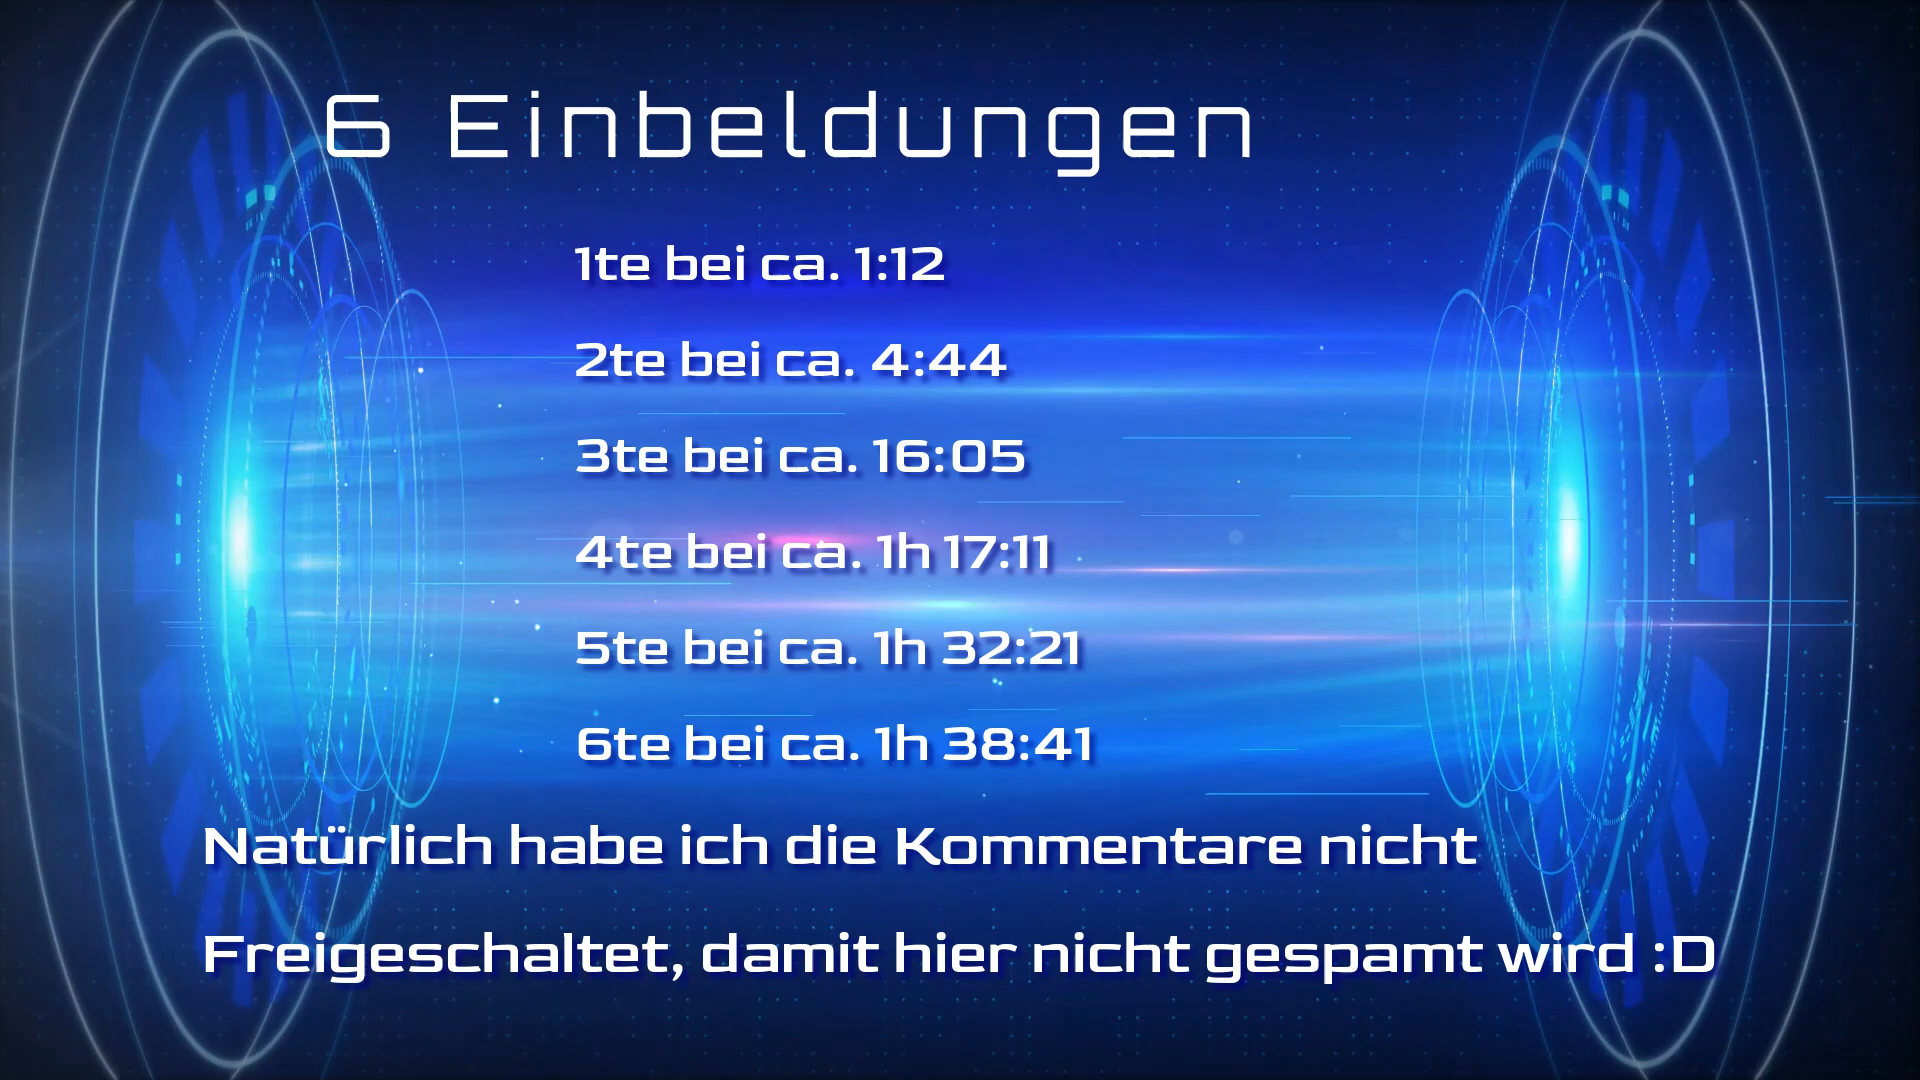 6 Einbeldungen
1te bei ca. 1:12
2te bei ca. 4:44
3te bei ca. 16:05
4te bei ca. 1h 17:11
5te bei ca. 1h 32:21
6te bei ca. 1h 38:41
Natürlich habe ich die Kommentare nicht
Freigeschaltet, damit hier nicht gespamt wird :D